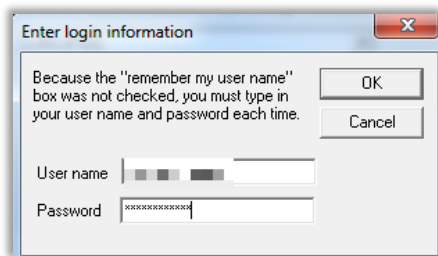 Enter login information
Because the "remember my user name"
box was not checked, you must type in
your user name and password each time.
OK
Cancel
User name
Password xxxxxxxxxxxx